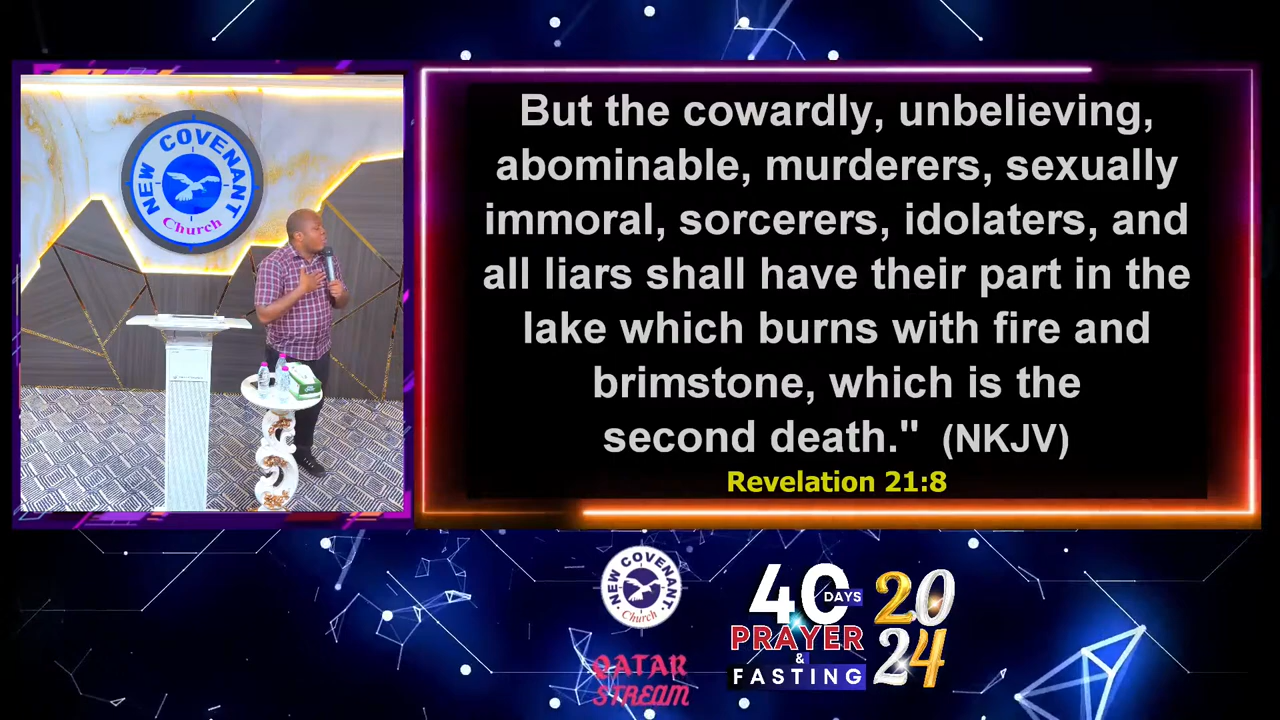 NEW COVENANT
Church
But the cowardly, unbelieving,
abominable, murderers, sexually
immoral, sorcerers, idolaters, and
all liars shall have their part in the
lake which burns with fire and
brimstone, which is the
second death." (NKJV)
Revelation 21:8
NEW COVENANT
Church
QATAR
STREAM
40
DAYS
PRAYER
&
FASTING
20
24